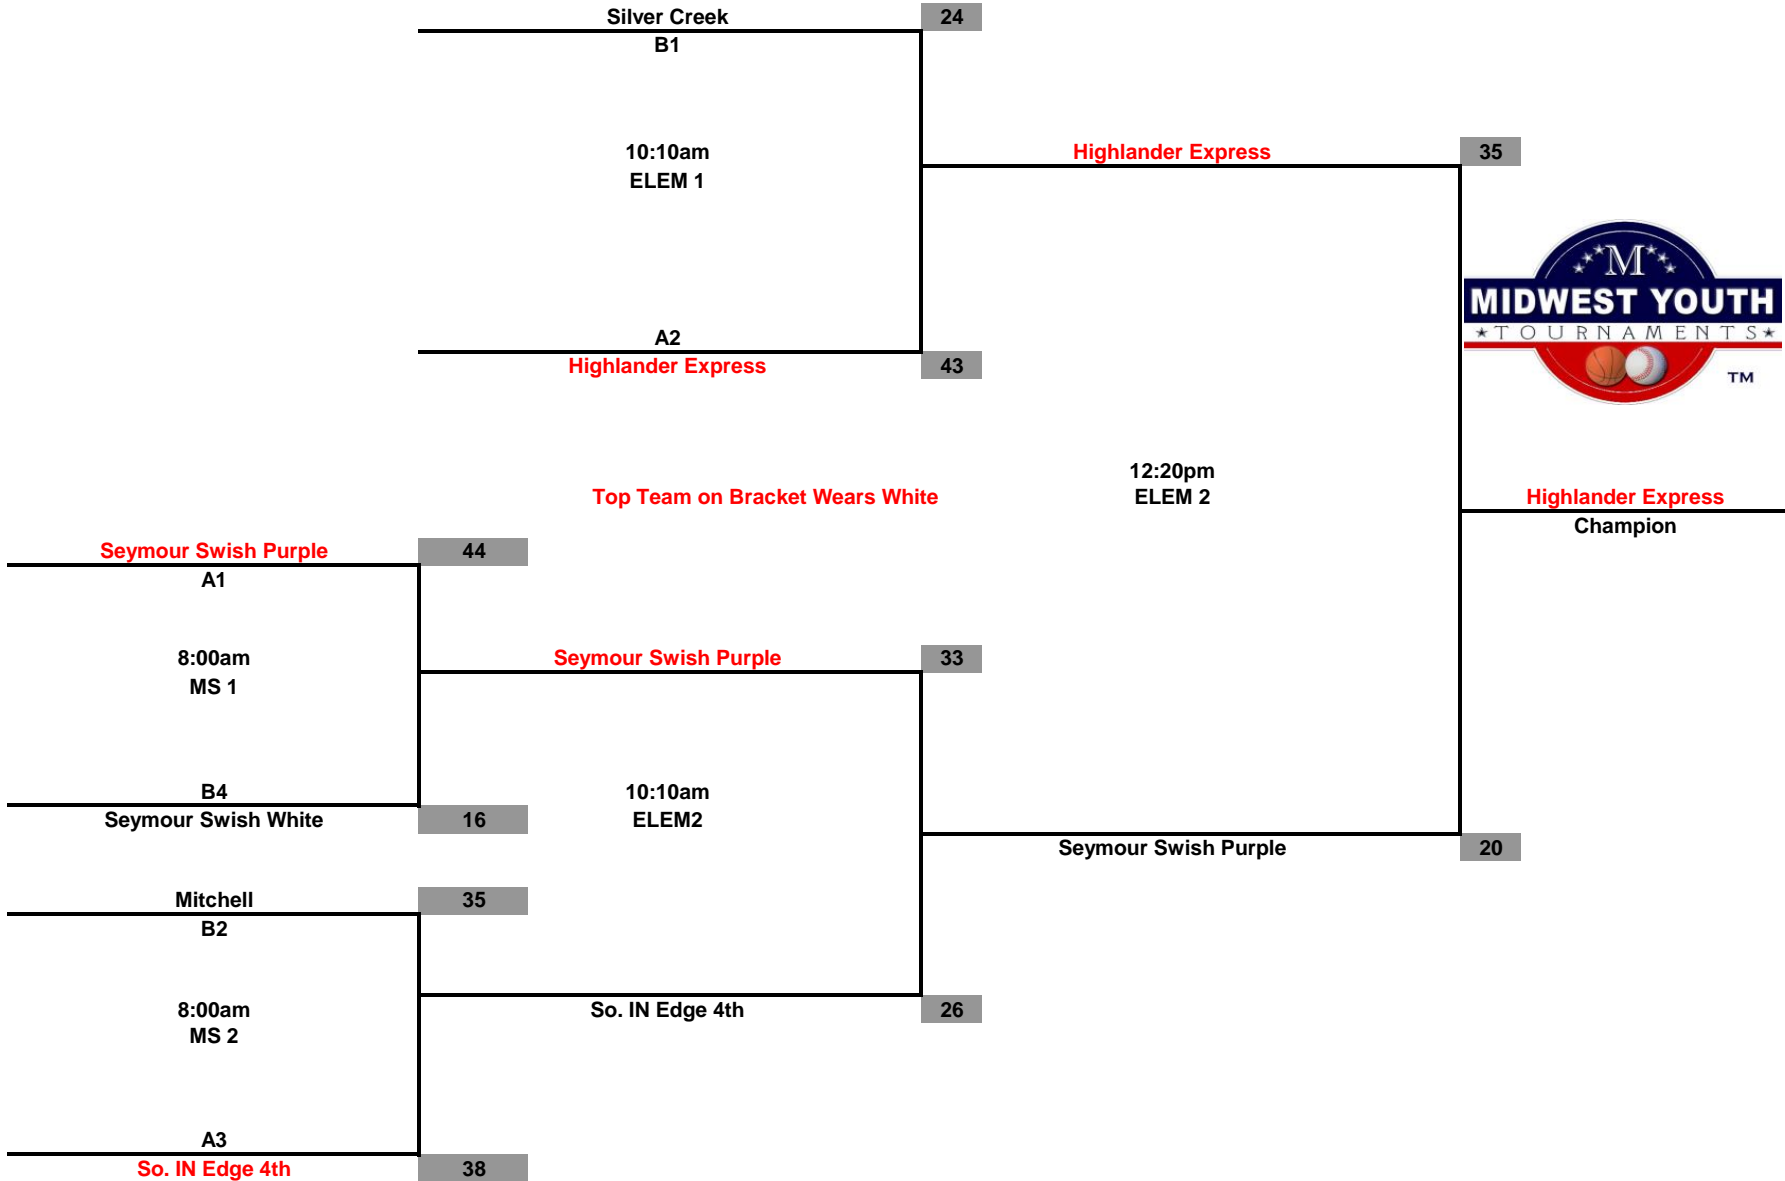 Silver Creek 24
B1
10:10am
ELEM 1
Highlander Express 35
M
MIDWEST YOUTH
TOURNAMENTS
TM
A2
Highlander Express 43
12:20pm
ELEM 2
Top Team on Bracket Wears White
Highlander Express
Champion
Seymour Swish Purple 44
A1
8:00am
MS 1
Seymour Swish Purple 33
B4
Seymour Swish White 16
10:10am
ELEM2
Seymour Swish Purple 20
Mitchell 35
B2
8:00am
MS 2
So. IN Edge 4th 26
A3
So. IN Edge 4th 38